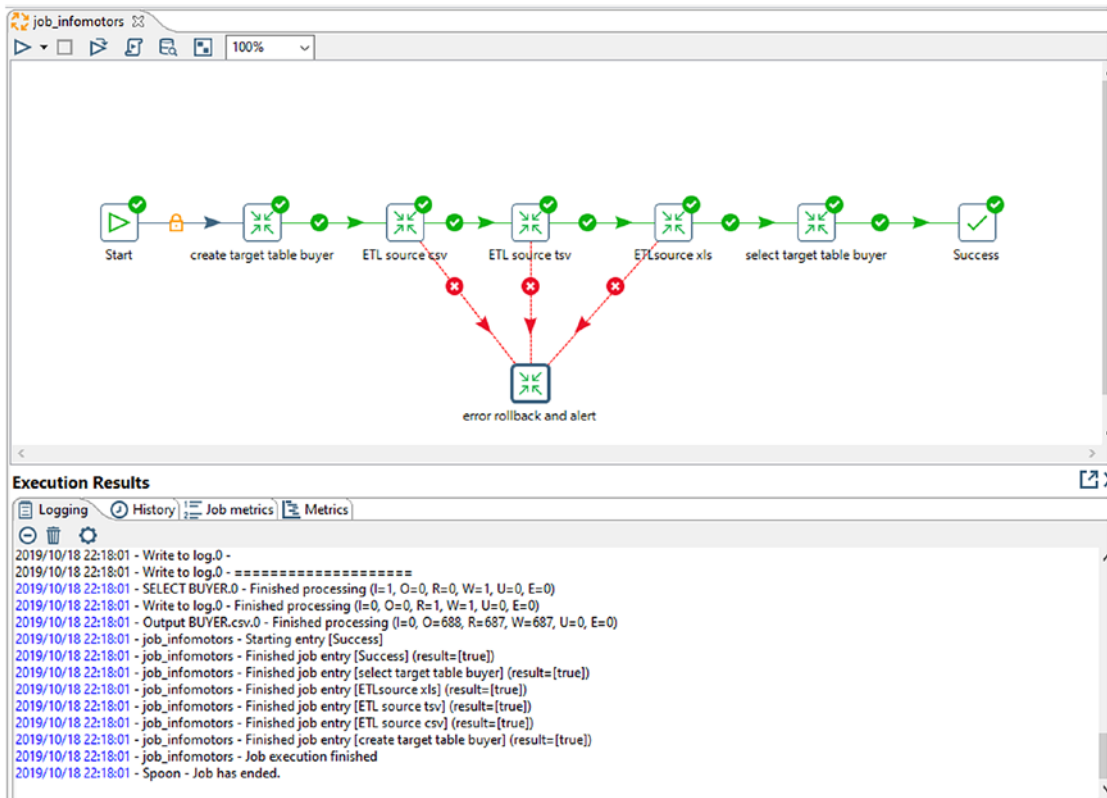 job_infomotors
100%
Start
create target table buyer
ETL source csv
ETL source tsv
ETLsource xls
select target table buyer
Success
error rollback and alert
Execution Results
Logging History Job metrics Metrics
2019/10/18 22:18:01 - Write to log.0 -
2019/10/18 22:18:01 - Write to log.0 - ====================
2019/10/18 22:18:01 - SELECT BUYER.0 - Finished processing (I=1, O=0, R=0, W=1, U=0, E=0)
2019/10/18 22:18:01 - Write to log.0 - Finished processing (I=0, O=0, R=1, W=1, U=0, E=0)
2019/10/18 22:18:01 - Output BUYER.csv.0 - Finished processing (I=0, O=688, R=687, W=687, U=0, E=0)
2019/10/18 22:18:01 - job_infomotors - Starting entry [Success]
2019/10/18 22:18:01 - job_infomotors - Finished job entry [Success] (result=[true])
2019/10/18 22:18:01 - job_infomotors - Finished job entry [select target table buyer] (result=[true])
2019/10/18 22:18:01 - job_infomotors - Finished job entry [ETLsource xls] (result=[true])
2019/10/18 22:18:01 - job_infomotors - Finished job entry [ETL source tsv] (result=[true])
2019/10/18 22:18:01 - job_infomotors - Finished job entry [ETL source csv] (result=[true])
2019/10/18 22:18:01 - job_infomotors - Finished job entry [create target table buyer] (result=[true])
2019/10/18 22:18:01 - job_infomotors - Job execution finished
2019/10/18 22:18:01 - Spoon - Job has ended.